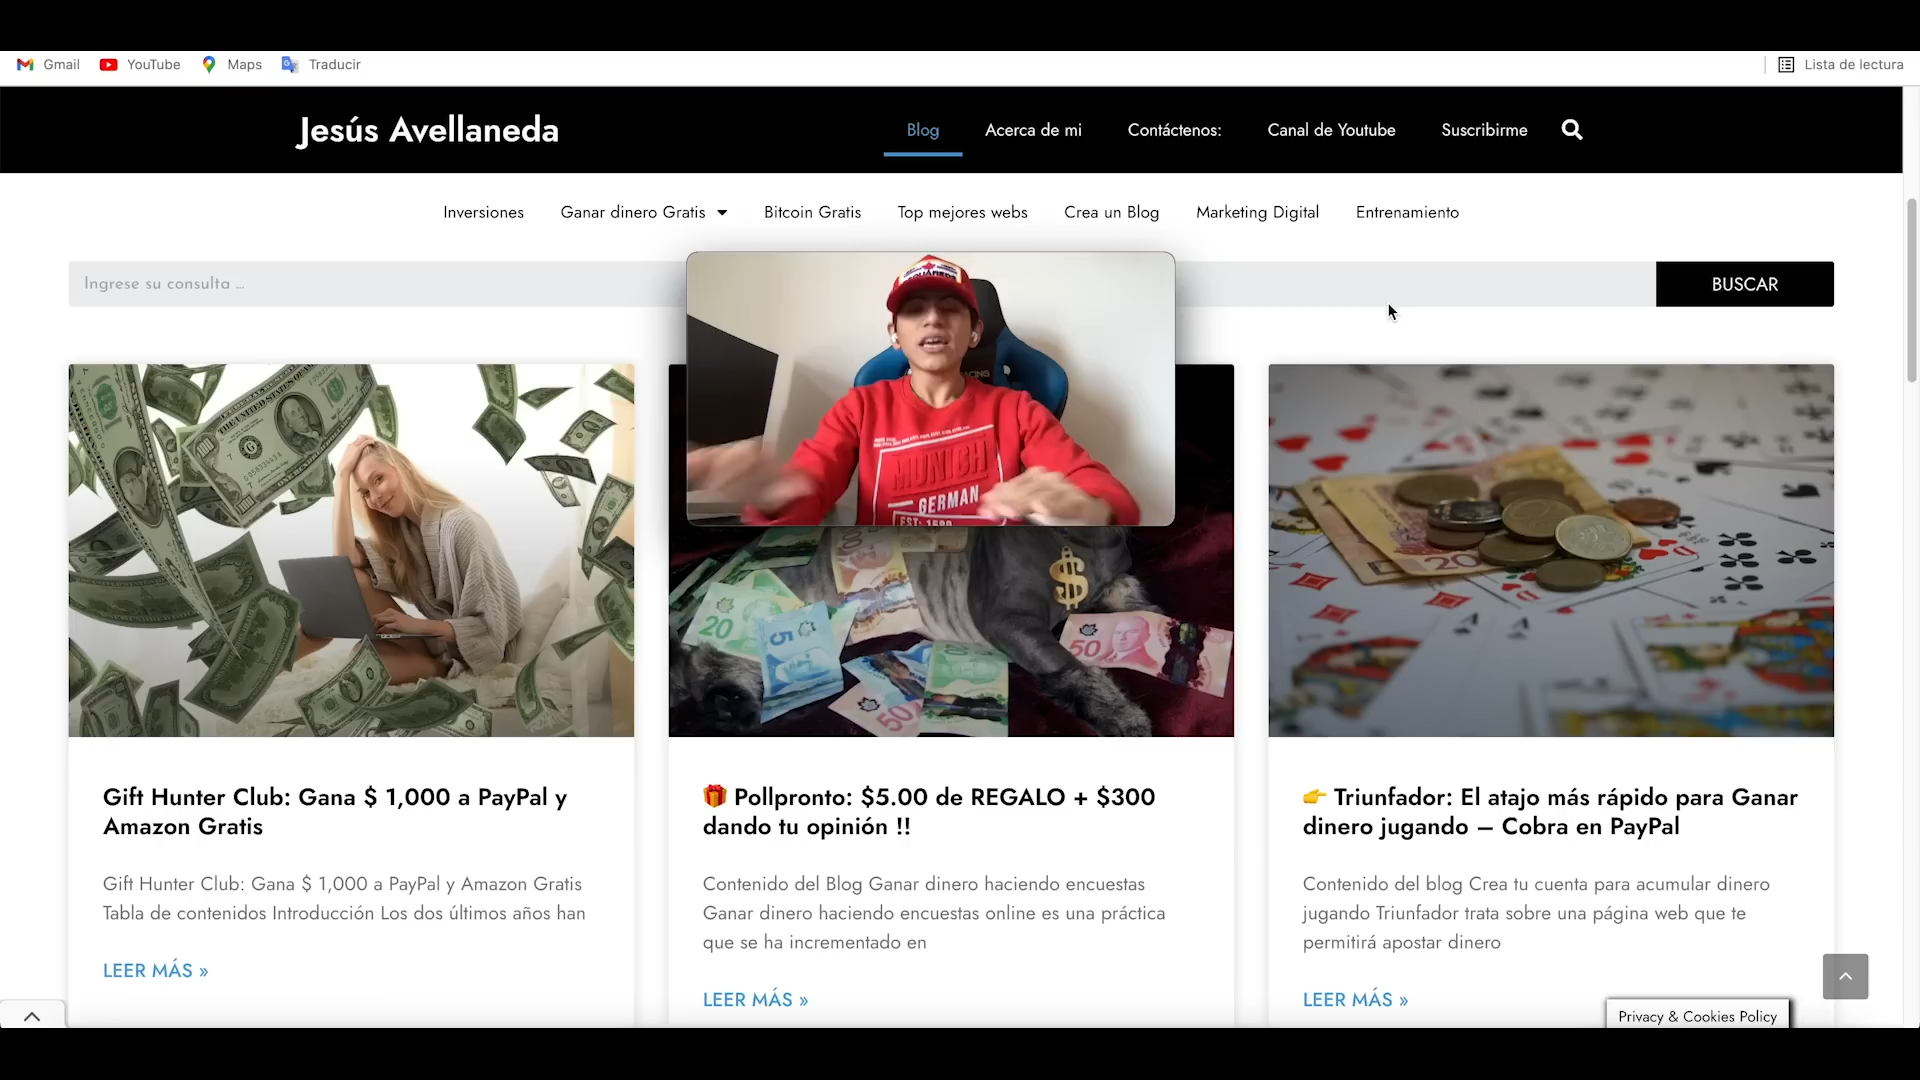 Gmail
YouTube
Maps
Traducir
Lista de lectura
Jesús Avellaneda
Blog
Acerca de mi
Contáctenos:
Canal de Youtube
Suscribirme
Inversiones
Ganar dinero Gratis
Bitcoin Gratis
Top mejores webs
Crea un Blog
Marketing Digital
Entrenamiento
Ingrese su consulta ...
BUSCAR
MUNICH
GERMAN
Gift Hunter Club: Gana $ 1,000 a PayPal y
Amazon Gratis
Gift Hunter Club: Gana $ 1,000 a PayPal y Amazon Gratis
Tabla de contenidos Introducción Los dos últimos años han
LEER MÁS »
🎁 Pollpronto: $5.00 de REGALO + $300
dando tu opinión !!
Contenido del Blog Ganar dinero haciendo encuestas
Ganar dinero haciendo encuestas online es una práctica
que se ha incrementado en
LEER MÁS »
👉 Triunfador: El atajo más rápido para Ganar
dinero jugando – Cobra en PayPal
Contenido del blog Crea tu cuenta para acumular dinero
jugando Triunfador trata sobre una página web que te
permitirá apostar dinero
LEER MÁS »
Privacy & Cookies Policy